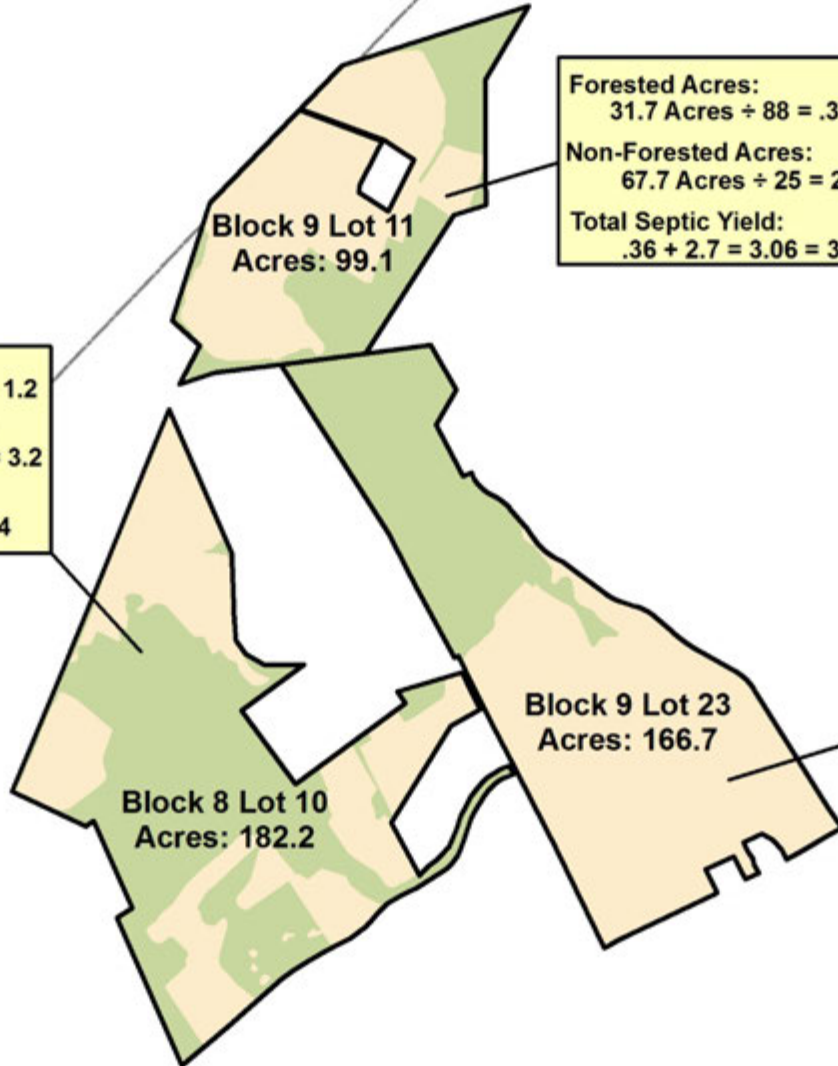 Forested Acres:
31.7 Acres ÷ 88 = .3
Non-Forested Acres:
67.7 Acres ÷ 25 = 2
Total Septic Yield:
.36 + 2.7 = 3.06 = 3
Block 9 Lot 11
Acres: 99.1
1.2
3.2
4
Block 9 Lot 23
Acres: 166.7
Block 8 Lot 10
Acres: 182.2